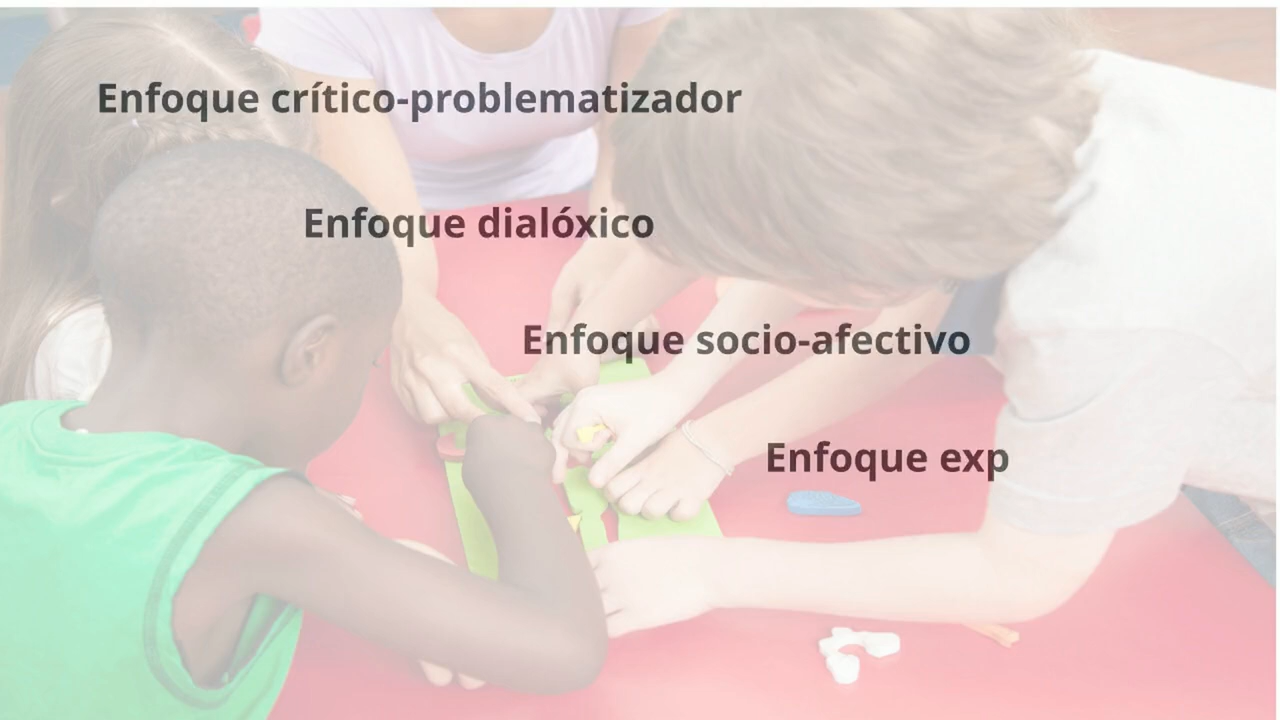 Enfoque crítico-problematizador
Enfoque dialóxico
Enfoque socio-afectivo
Enfoque exp